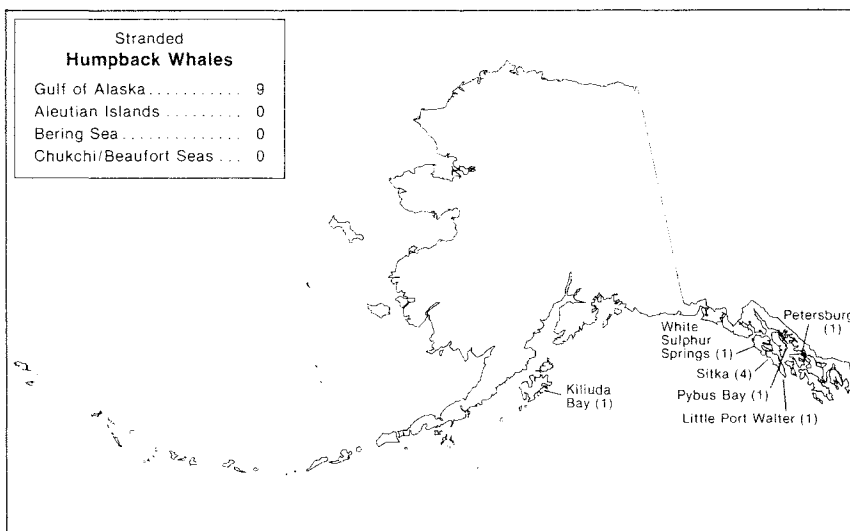 Stranded
Humpback Whales
Gulf of Alaska ........... 9
Aleutian Islands ......... 0
Bering Sea ............... 0
Chukchi/Beaufort Seas ... 0
Petersburg
(1)
White
Sulphur
Springs (1)
Sitka (4)
Pybus Bay (1)
Little Port Walter (1)
Kiliuda
Bay (1)